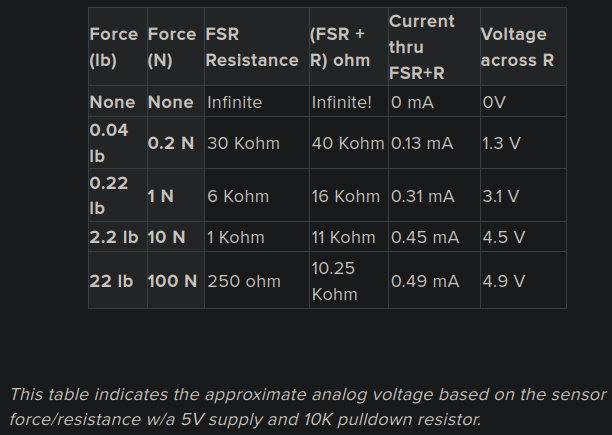 Force (lb) Force (N) FSR Resistance (FSR + R) ohm Current thru FSR+R Voltage across R
None None Infinite Infinite! 0 mA 0V
0.04 lb 0.2 N 30 Kohm 40 Kohm 0.13 mA 1.3 V
0.22 lb 1 N 6 Kohm 16 Kohm 0.31 mA 3.1 V
2.2 lb 10 N 1 Kohm 11 Kohm 0.45 mA 4.5 V
22 lb 100 N 250 ohm 10.25 Kohm 0.49 mA 4.9 V
This table indicates the approximate analog voltage based on the sensor
force/resistance w/a 5V supply and 10K pulldown resistor.